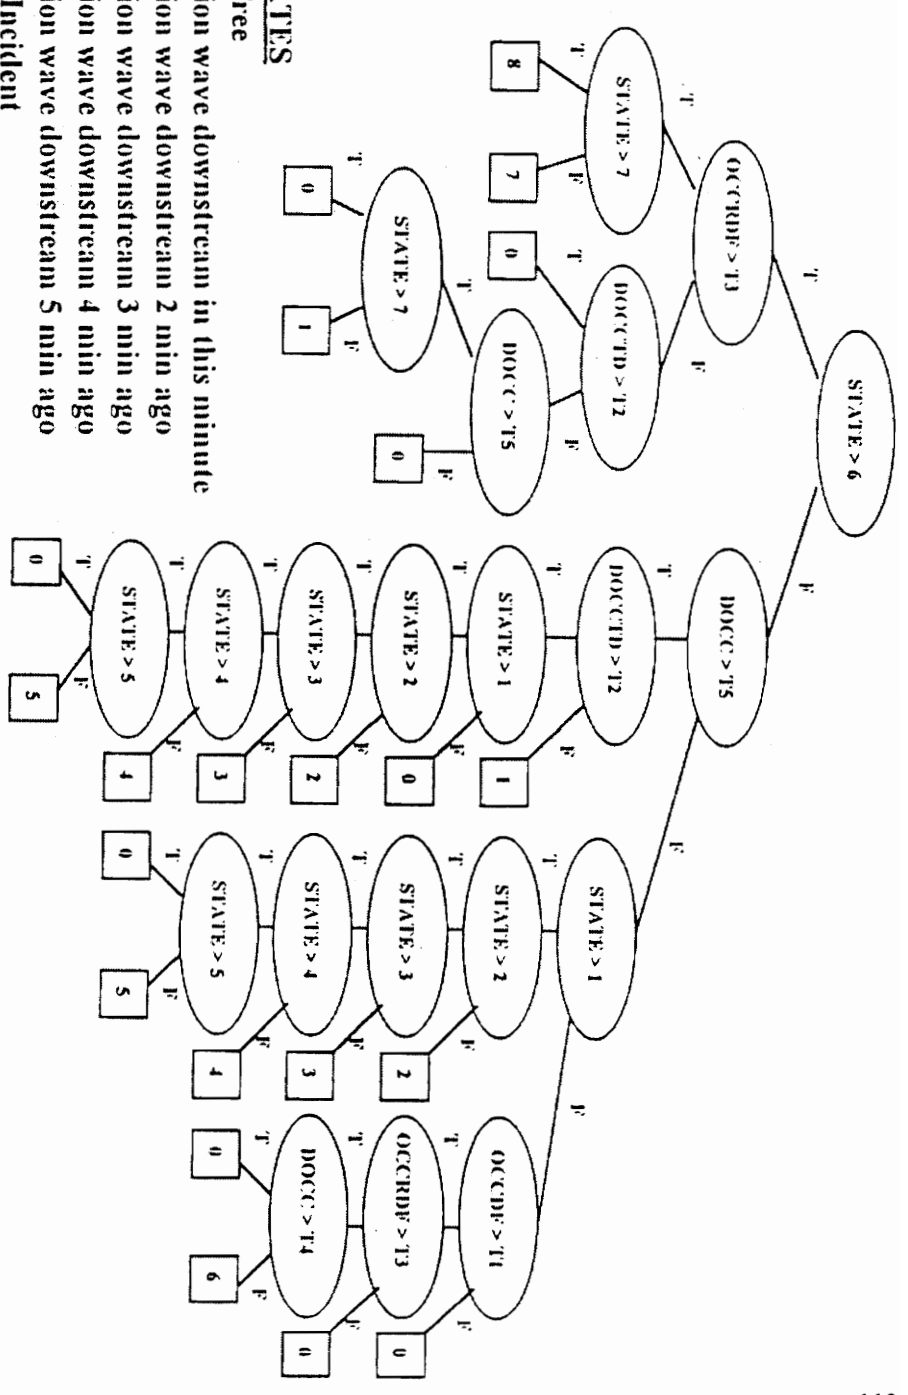 STATE > 6
T F
OCCRDF > T3 DOCC > T5
T F T F
STATE > 7 DOCCTD > T2 DOCCTD > T2 STATE > 1
T F T F T F T F
8 7 0 DOCC > T5 STATE > 1 1 STATE > 2 OCCDF > T1
T F T F T F T F
STATE > 7 0 STATE > 2 0 STATE > 3 2 OCCRDF > T3 0
T F T F T F T F
0 1 STATE > 3 2 STATE > 4 3 DOCC > T4 0
T F T F T F
STATE > 4 3 STATE > 5 4 0 6
T F T F
STATE > 5 4 0 5
T F
0 5
ATES
ree
ion wave downstream in this minute
ion wave downstream 2 min ago
ion wave downstream 3 min ago
ion wave downstream 4 min ago
ion wave downstream 5 min ago
Incident